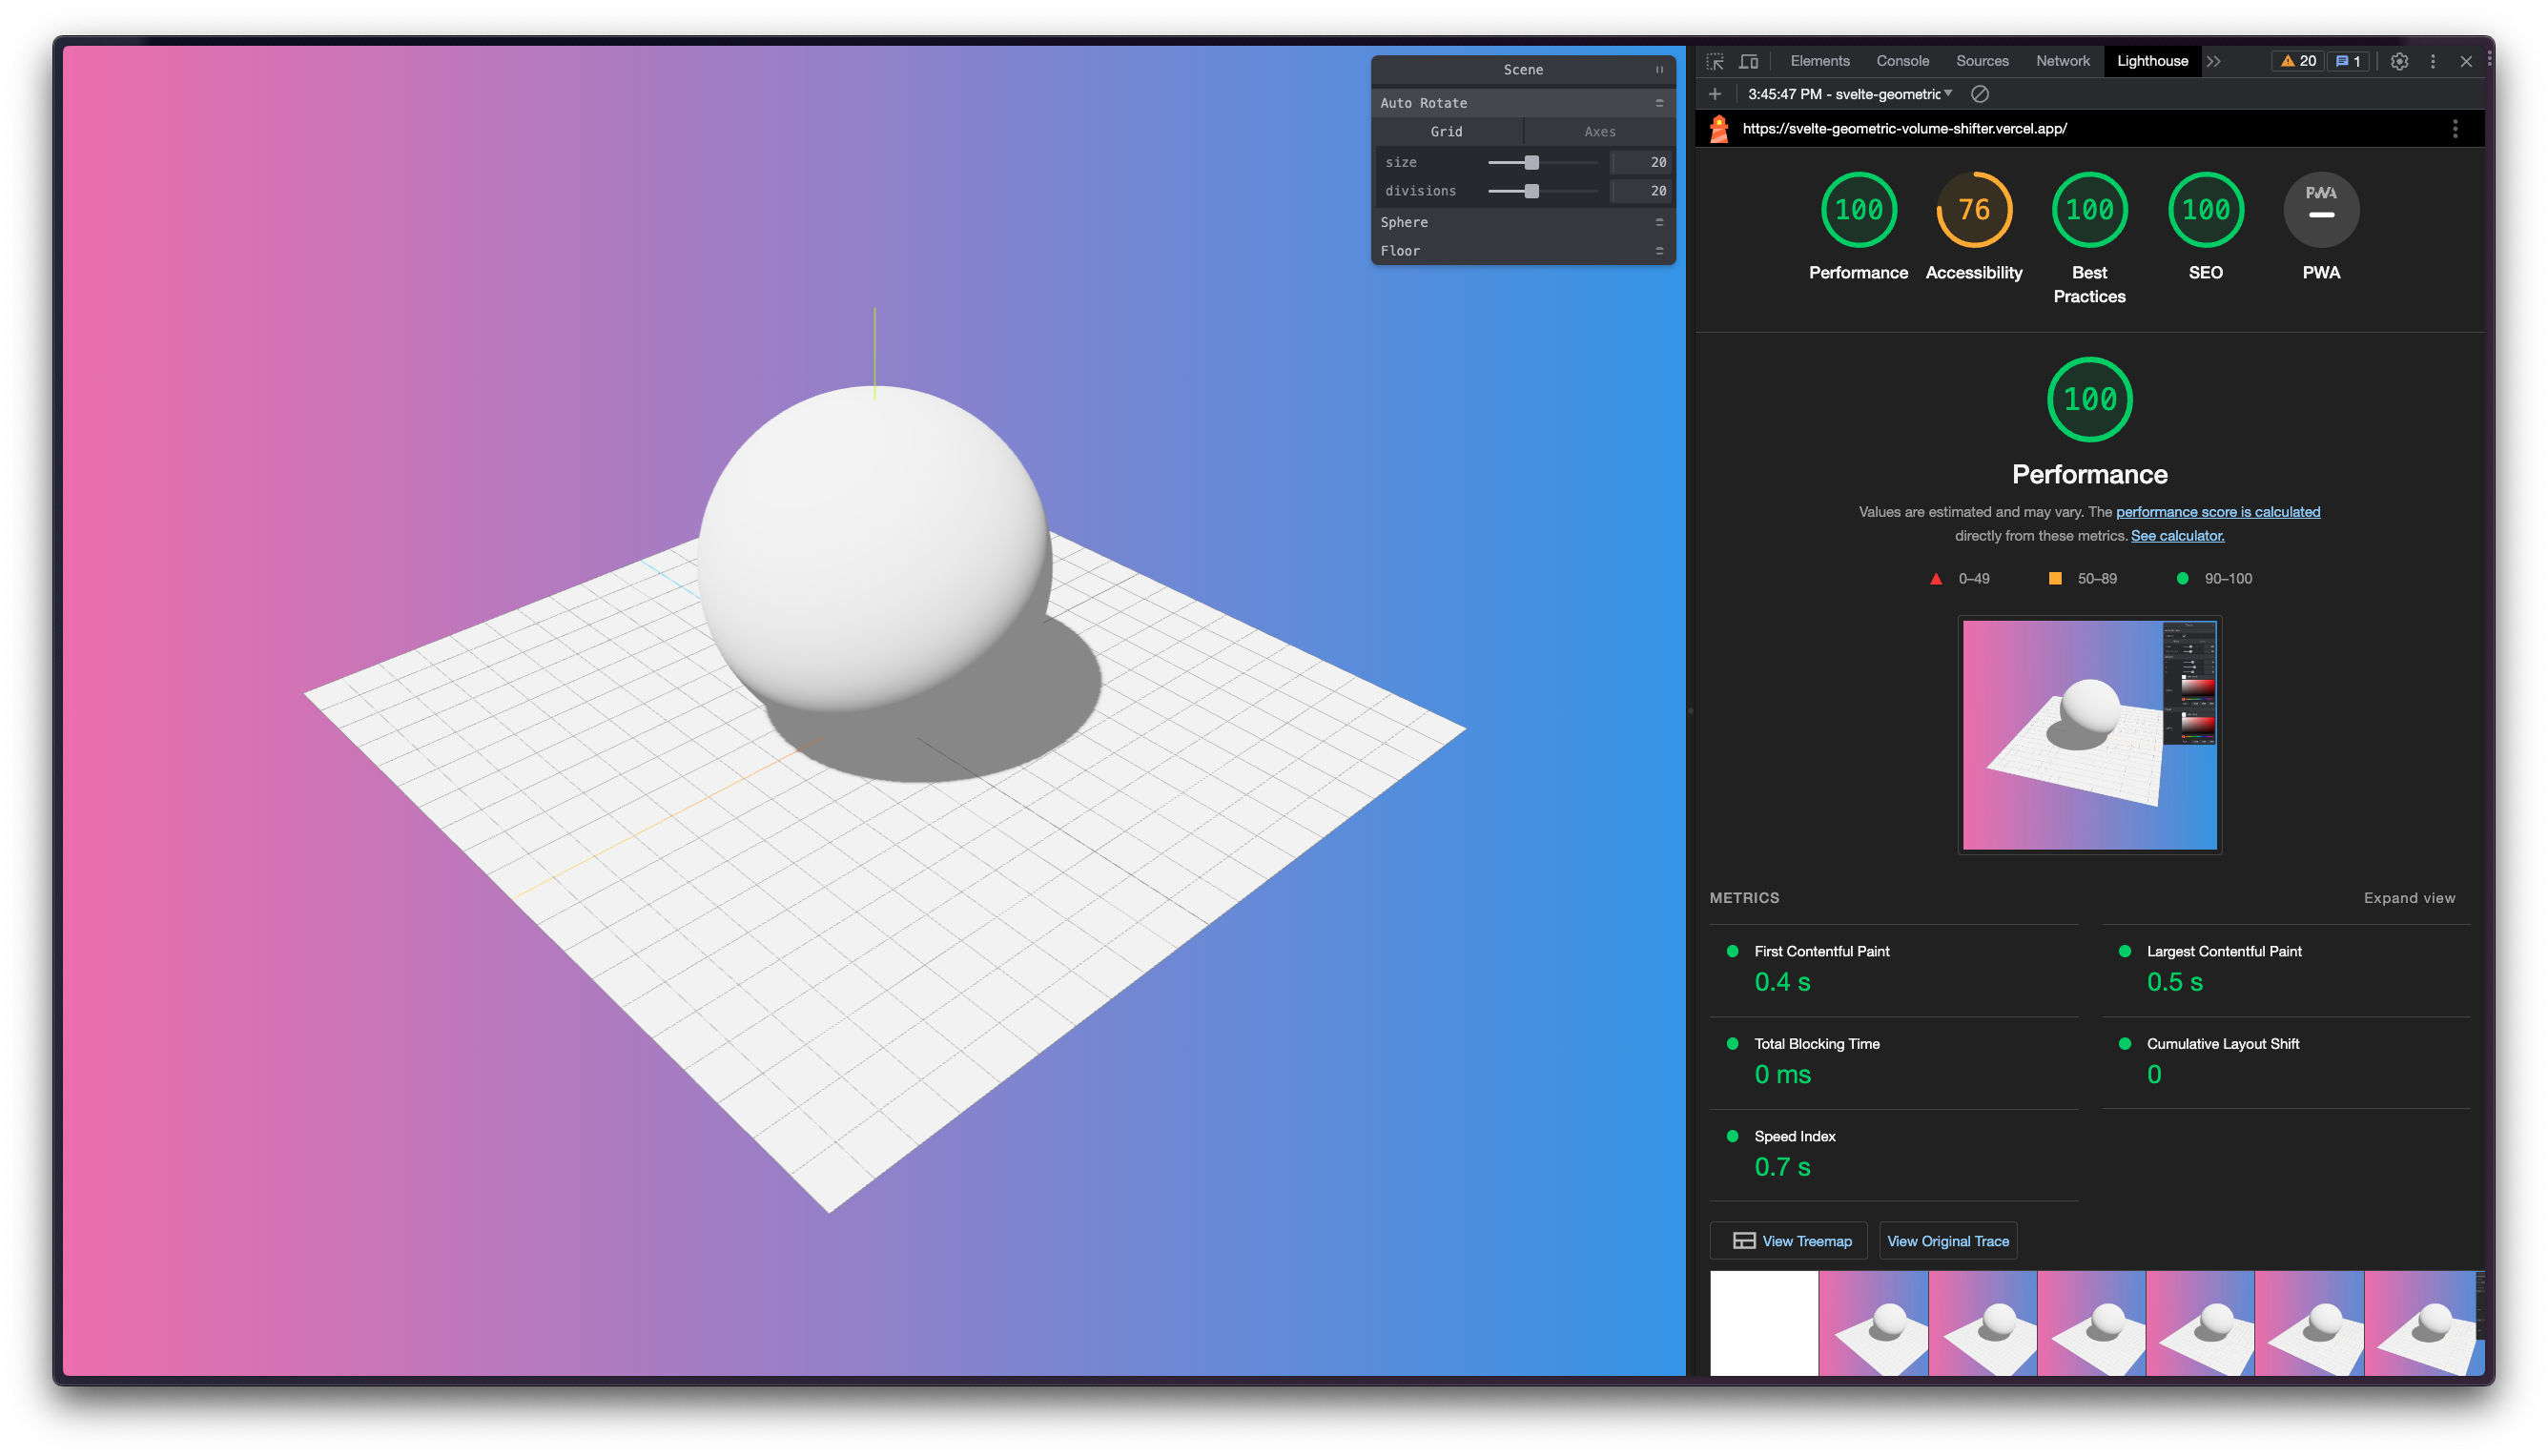 Scene
Auto Rotate
Grid Axes
size 20
divisions 20
Sphere
Floor
Elements Console Sources Network Lighthouse 20 1
3:45:47 PM - svelte-geometric
https://svelte-geometric-volume-shifter.vercel.app/
100 76 100 100 PWA
Performance Accessibility Best Practices SEO PWA
100
Performance
Values are estimated and may vary. The performance score is calculated
directly from these metrics. See calculator.
0–49 50–89 90–100
METRICS Expand view
First Contentful Paint
0.4 s
Largest Contentful Paint
0.5 s
Total Blocking Time
0 ms
Cumulative Layout Shift
0
Speed Index
0.7 s
View Treemap View Original Trace